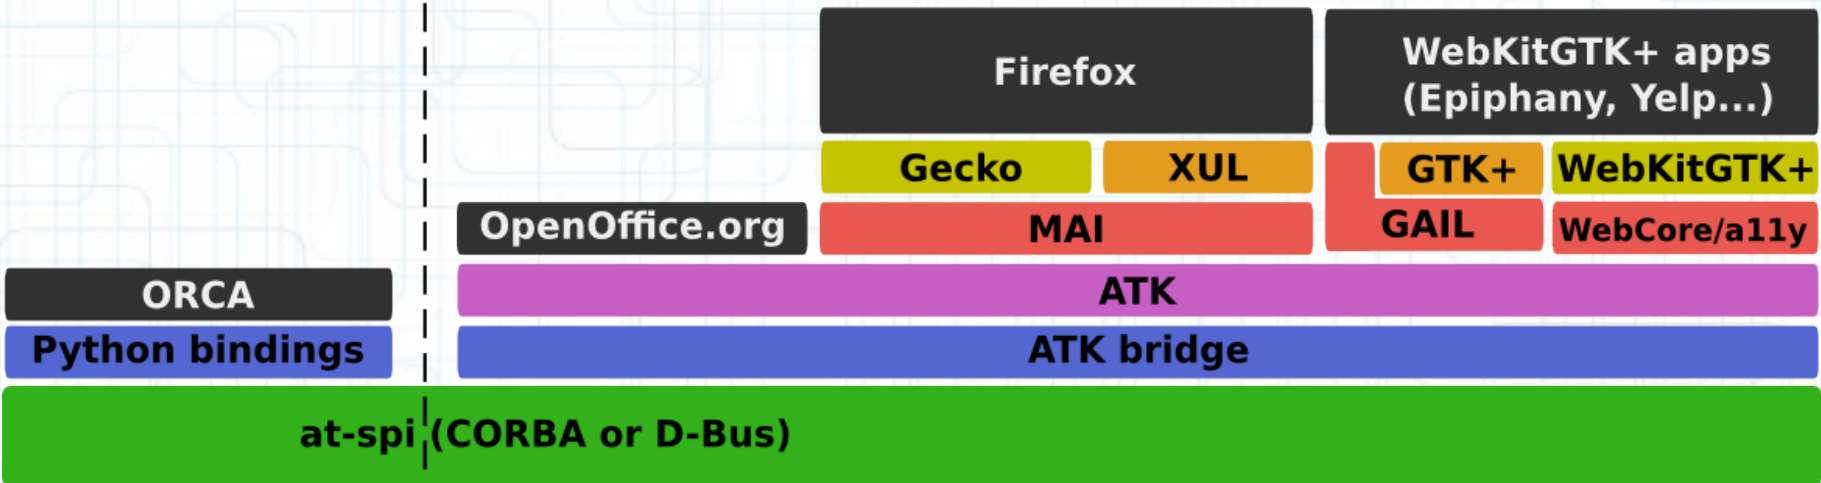 Firefox
WebKitGTK+ apps
(Epiphany, Yelp...)
Gecko
XUL
GTK+
WebKitGTK+
OpenOffice.org
MAI
GAIL
WebCore/a11y
ORCA
ATK
Python bindings
ATK bridge
at-spi (CORBA or D-Bus)